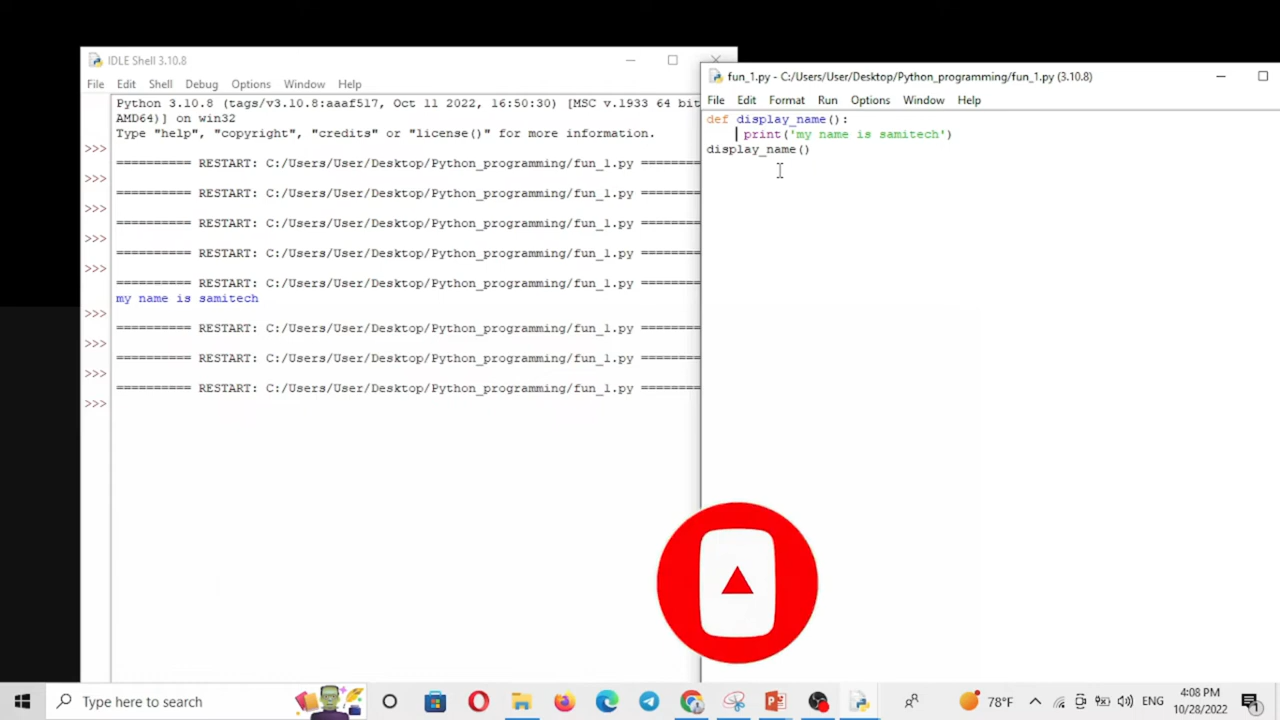 IDLE Shell 3.10.8
File Edit Shell Debug Options Window Help
Python 3.10.8 (tags/v3.10.8:aaaf517, Oct 11 2022, 16:50:30) [MSC v.1933 64 bit
AMD64)] on win32
Type "help", "copyright", "credits" or "license()" for more information.
>>>
========== RESTART: C:/Users/User/Desktop/Python_programming/fun_1.py ========
>>>
========== RESTART: C:/Users/User/Desktop/Python_programming/fun_1.py ========
>>>
========== RESTART: C:/Users/User/Desktop/Python_programming/fun_1.py ========
>>>
========== RESTART: C:/Users/User/Desktop/Python_programming/fun_1.py ========
>>>
========== RESTART: C:/Users/User/Desktop/Python_programming/fun_1.py ========
my name is samitech
>>>
========== RESTART: C:/Users/User/Desktop/Python_programming/fun_1.py ========
>>>
========== RESTART: C:/Users/User/Desktop/Python_programming/fun_1.py ========
>>>
========== RESTART: C:/Users/User/Desktop/Python_programming/fun_1.py ========
>>>
fun_1.py - C:/Users/User/Desktop/Python_programming/fun_1.py (3.10.8)
File Edit Format Run Options Window Help
def display_name():
print('my name is samitech')
display_name()
Type here to search
78°F
ENG
4:08 PM
10/28/2022
1